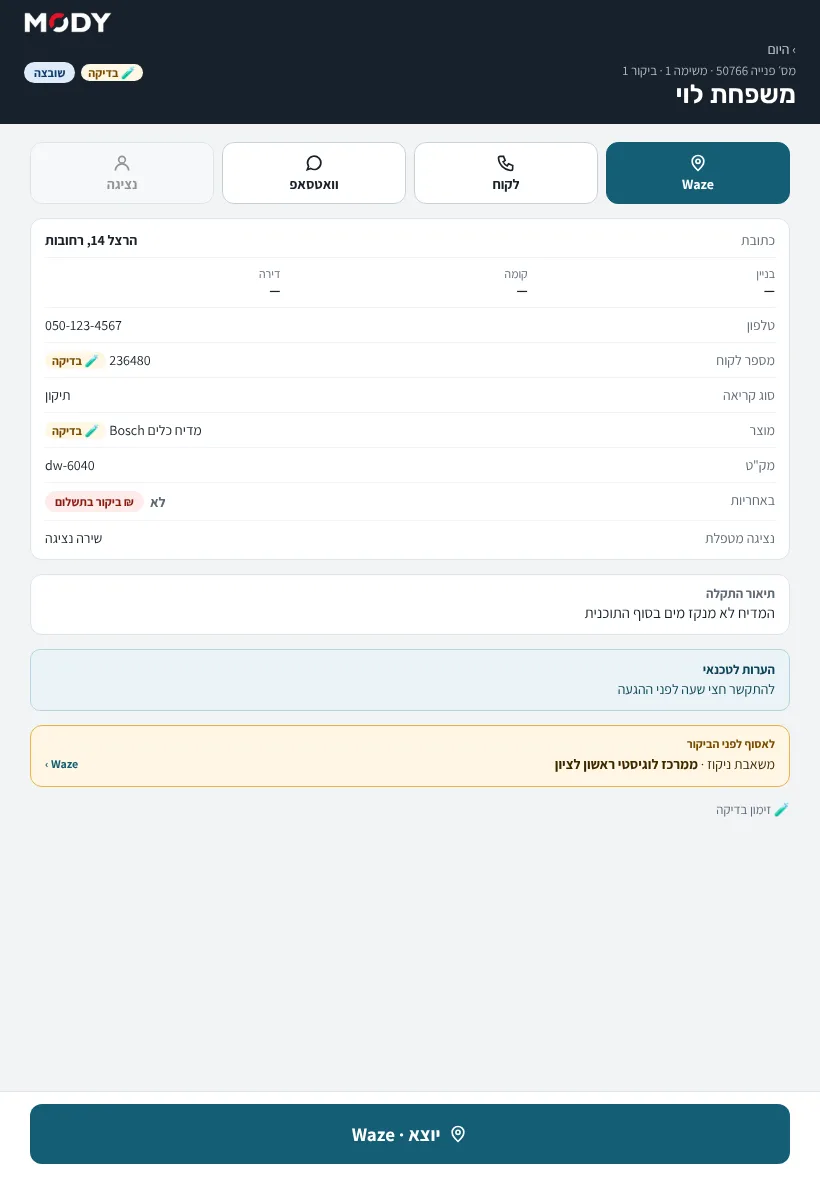 MODY
› היום
מס׳ פנייה 50766 · משימה 1 · ביקור 1
משפחת לוי
🧪 בדיקה
שובצה
Waze
לקוח
וואטסאפ
נציגה
כתובת הרצל 14, רחובות
בניין קומה דירה
— — —
טלפון 050-123-4567
מספר לקוח 236480 🧪 בדיקה
סוג קריאה תיקון
מוצר מדיח כלים Bosch 🧪 בדיקה
מק"ט dw-6040
באחריות לא ₪ ביקור בתשלום
נציגה מטפלת שירה נציגה
תיאור התקלה
המדיח לא מנקז מים בסוף התוכנית
הערות לטכנאי
להתקשר חצי שעה לפני ההגעה
לאסוף לפני הביקור
משאבת ניקוז · ממרכז לוגיסטי ראשון לציון
Waze ›
🧪 זימון בדיקה
יוצא · Waze